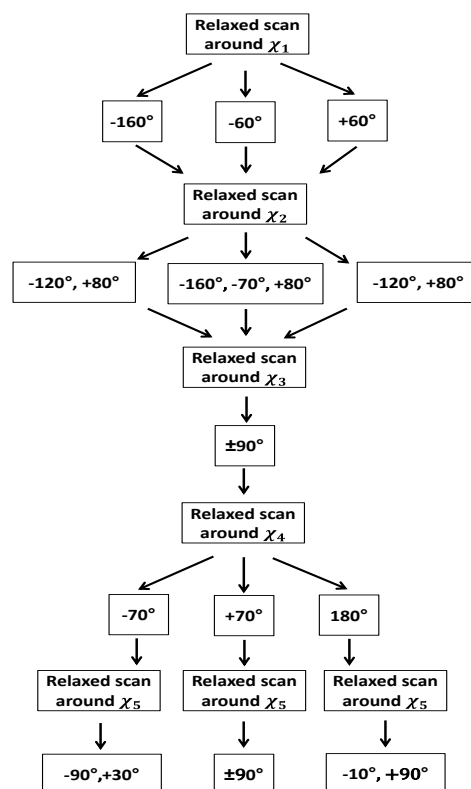 Relaxed scan
around χ1
-160°
-60°
+60°
Relaxed scan
around χ2
-120°, +80°
-160°, -70°, +80°
-120°, +80°
Relaxed scan
around χ3
±90°
Relaxed scan
around χ4
-70°
+70°
180°
Relaxed scan
around χ5
Relaxed scan
around χ5
Relaxed scan
around χ5
-90°,+30°
±90°
-10°, +90°